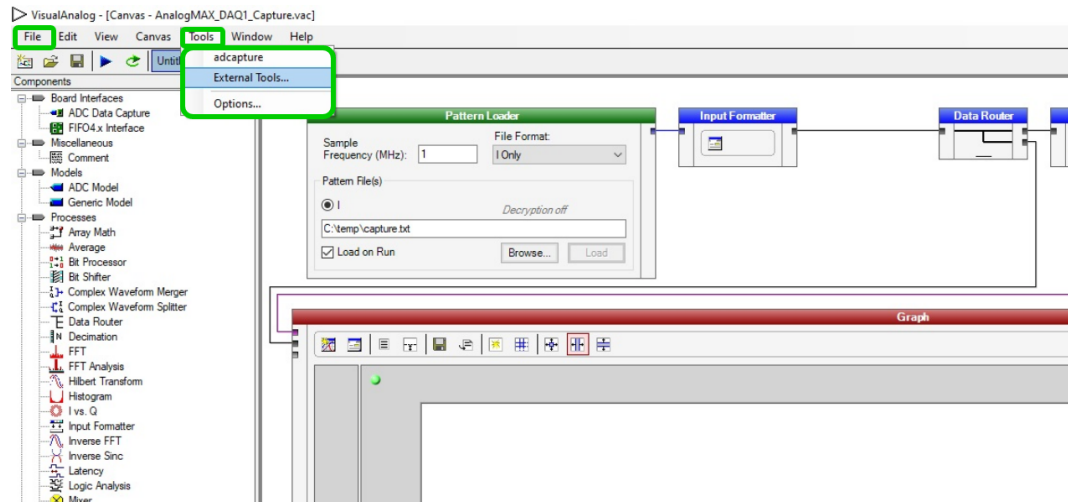 VisualAnalog - [Canvas - AnalogMAX_DAQ1_Capture.vac]
File Edit View Canvas Tools Window Help
adcapture
External Tools...
Options...
Components
Board Interfaces
ADC Data Capture
FIFO4.x Interface
Miscellaneous
Comment
Models
ADC Model
Generic Model
Processes
Array Math
Average
Bit Processor
Bit Shifter
Complex Waveform Merger
Complex Waveform Splitter
Data Router
Decimation
FFT
FFT Analysis
Hilbert Transform
Histogram
I vs. Q
Input Formatter
Inverse FFT
Inverse Sinc
Latency
Logic Analysis
Mixer
Pattern Loader
Sample
Frequency (MHz): 1
File Format:
I Only
Pattern File(s)
I
Decryption off
C:\temp\capture.txt
Load on Run
Browse...
Load
Input Formatter
Data Router
Graph